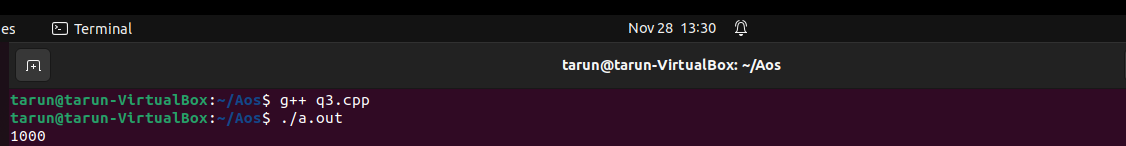 es Terminal Nov 28 13:30
tarun@tarun-VirtualBox: ~/Aos
tarun@tarun-VirtualBox:~/Aos$ g++ q3.cpp
tarun@tarun-VirtualBox:~/Aos$ ./a.out
1000